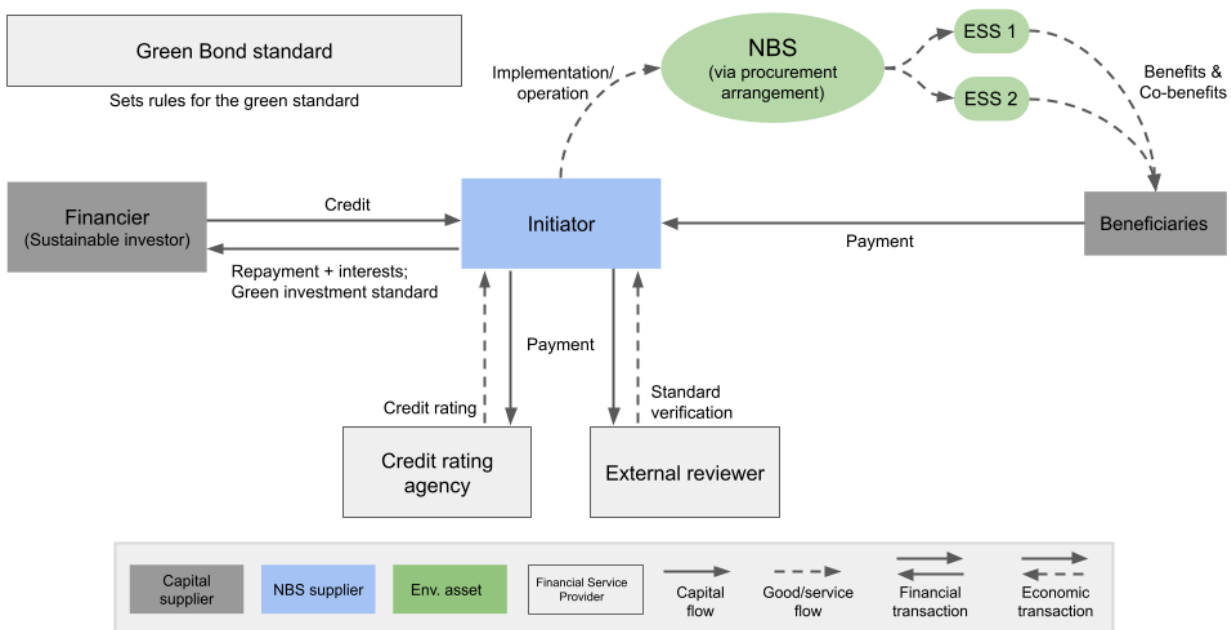 Green Bond standard
Sets rules for the green standard
Implementation/
operation
NBS
(via procurement
arrangement)
ESS 1
ESS 2
Benefits &
Co-benefits
Financier
(Sustainable investor)
Credit
Repayment + interests;
Green investment standard
Initiator
Payment
Beneficiaries
Payment
Credit rating
Standard
verification
Credit rating
agency
External reviewer
Capital
supplier
NBS supplier
Env. asset
Financial Service
Provider
Capital
flow
Good/service
flow
Financial
transaction
Economic
transaction